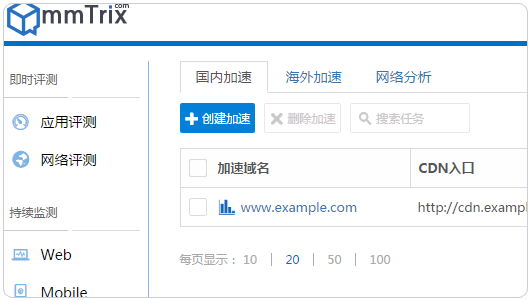 mmTrix.com
即时评测
应用评测
网络评测
持续监测
Web
Mobile
国内加速 海外加速 网络分析
创建加速 删除加速 搜索任务
加速域名 CDN入口
www.example.com http://cdn.examp
每页显示： 10 | 20 | 50 | 100